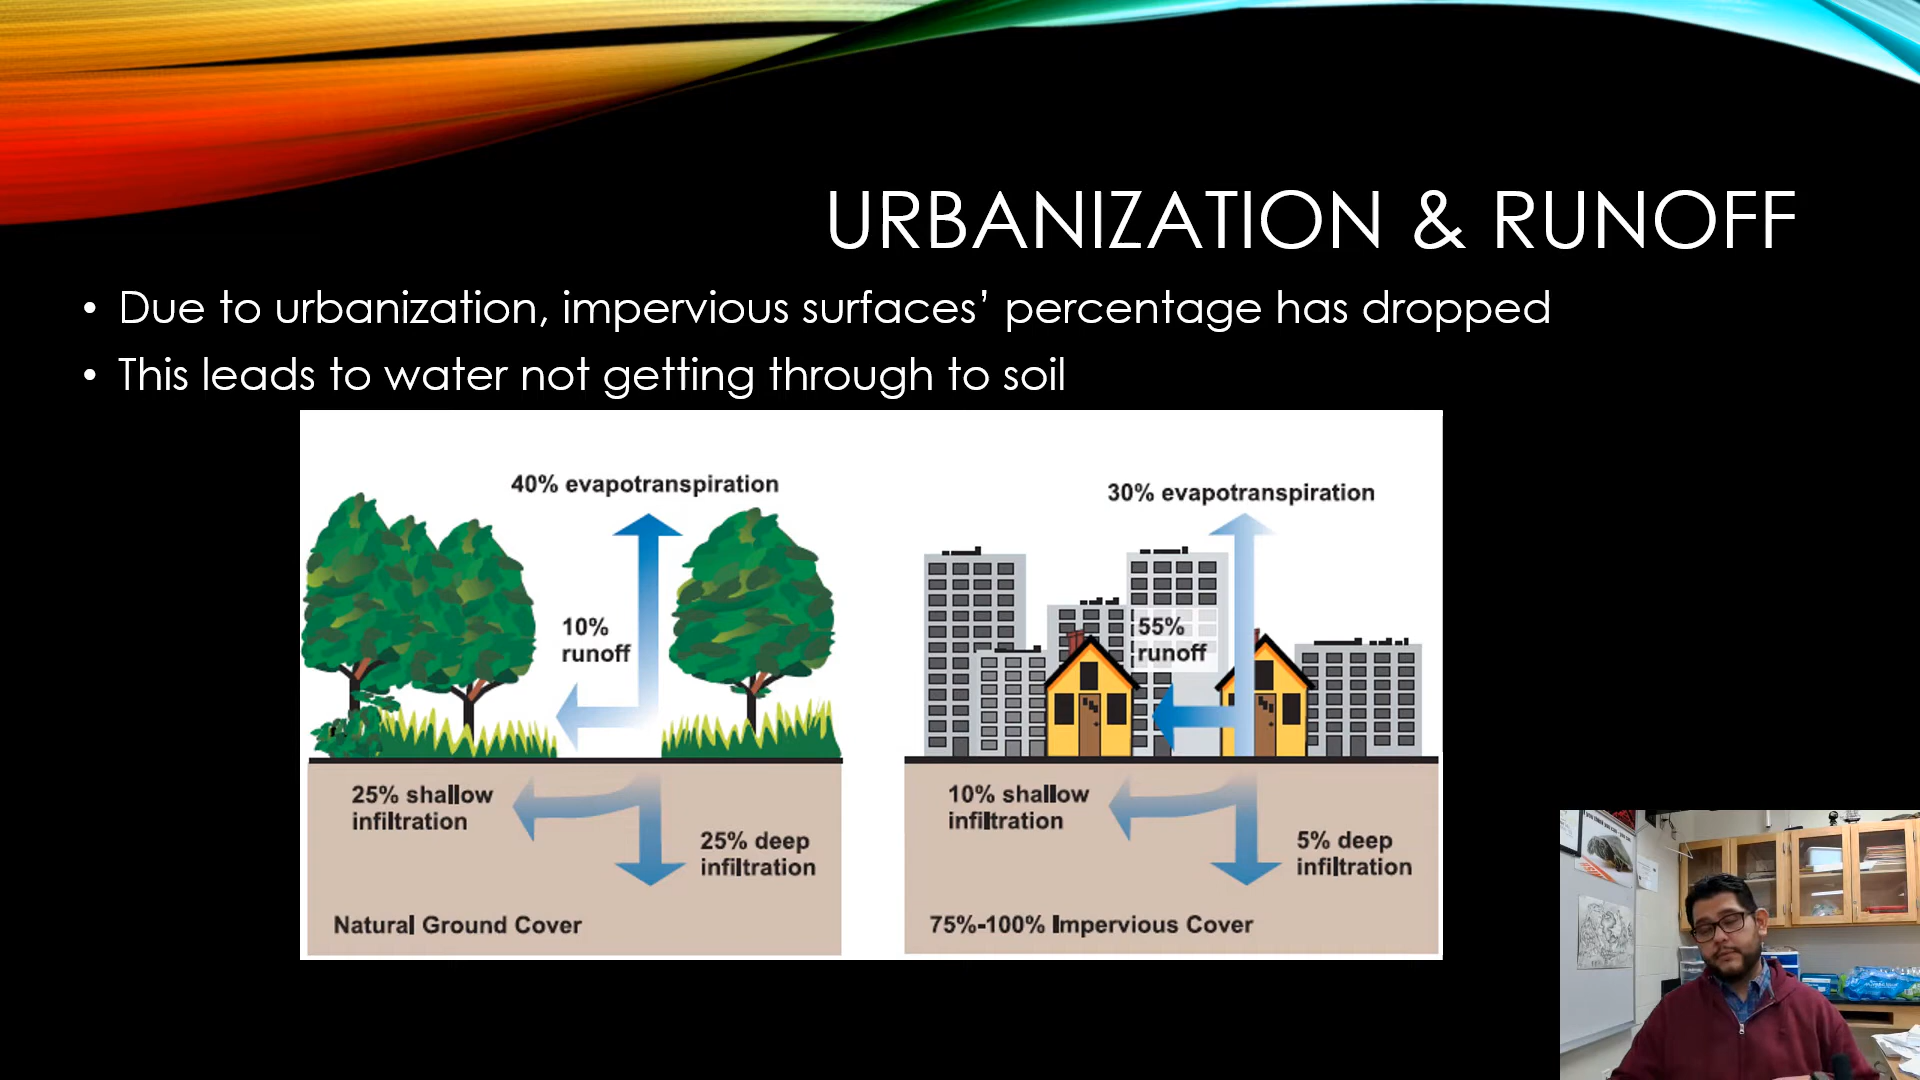 URBANIZATION & RUNOFF
• Due to urbanization, impervious surfaces’ percentage has dropped
• This leads to water not getting through to soil
40% evapotranspiration
10%
runoff
25% shallow
infiltration
25% deep
infiltration
Natural Ground Cover
30% evapotranspiration
55%
runoff
10% shallow
infiltration
5% deep
infiltration
75%-100% Impervious Cover